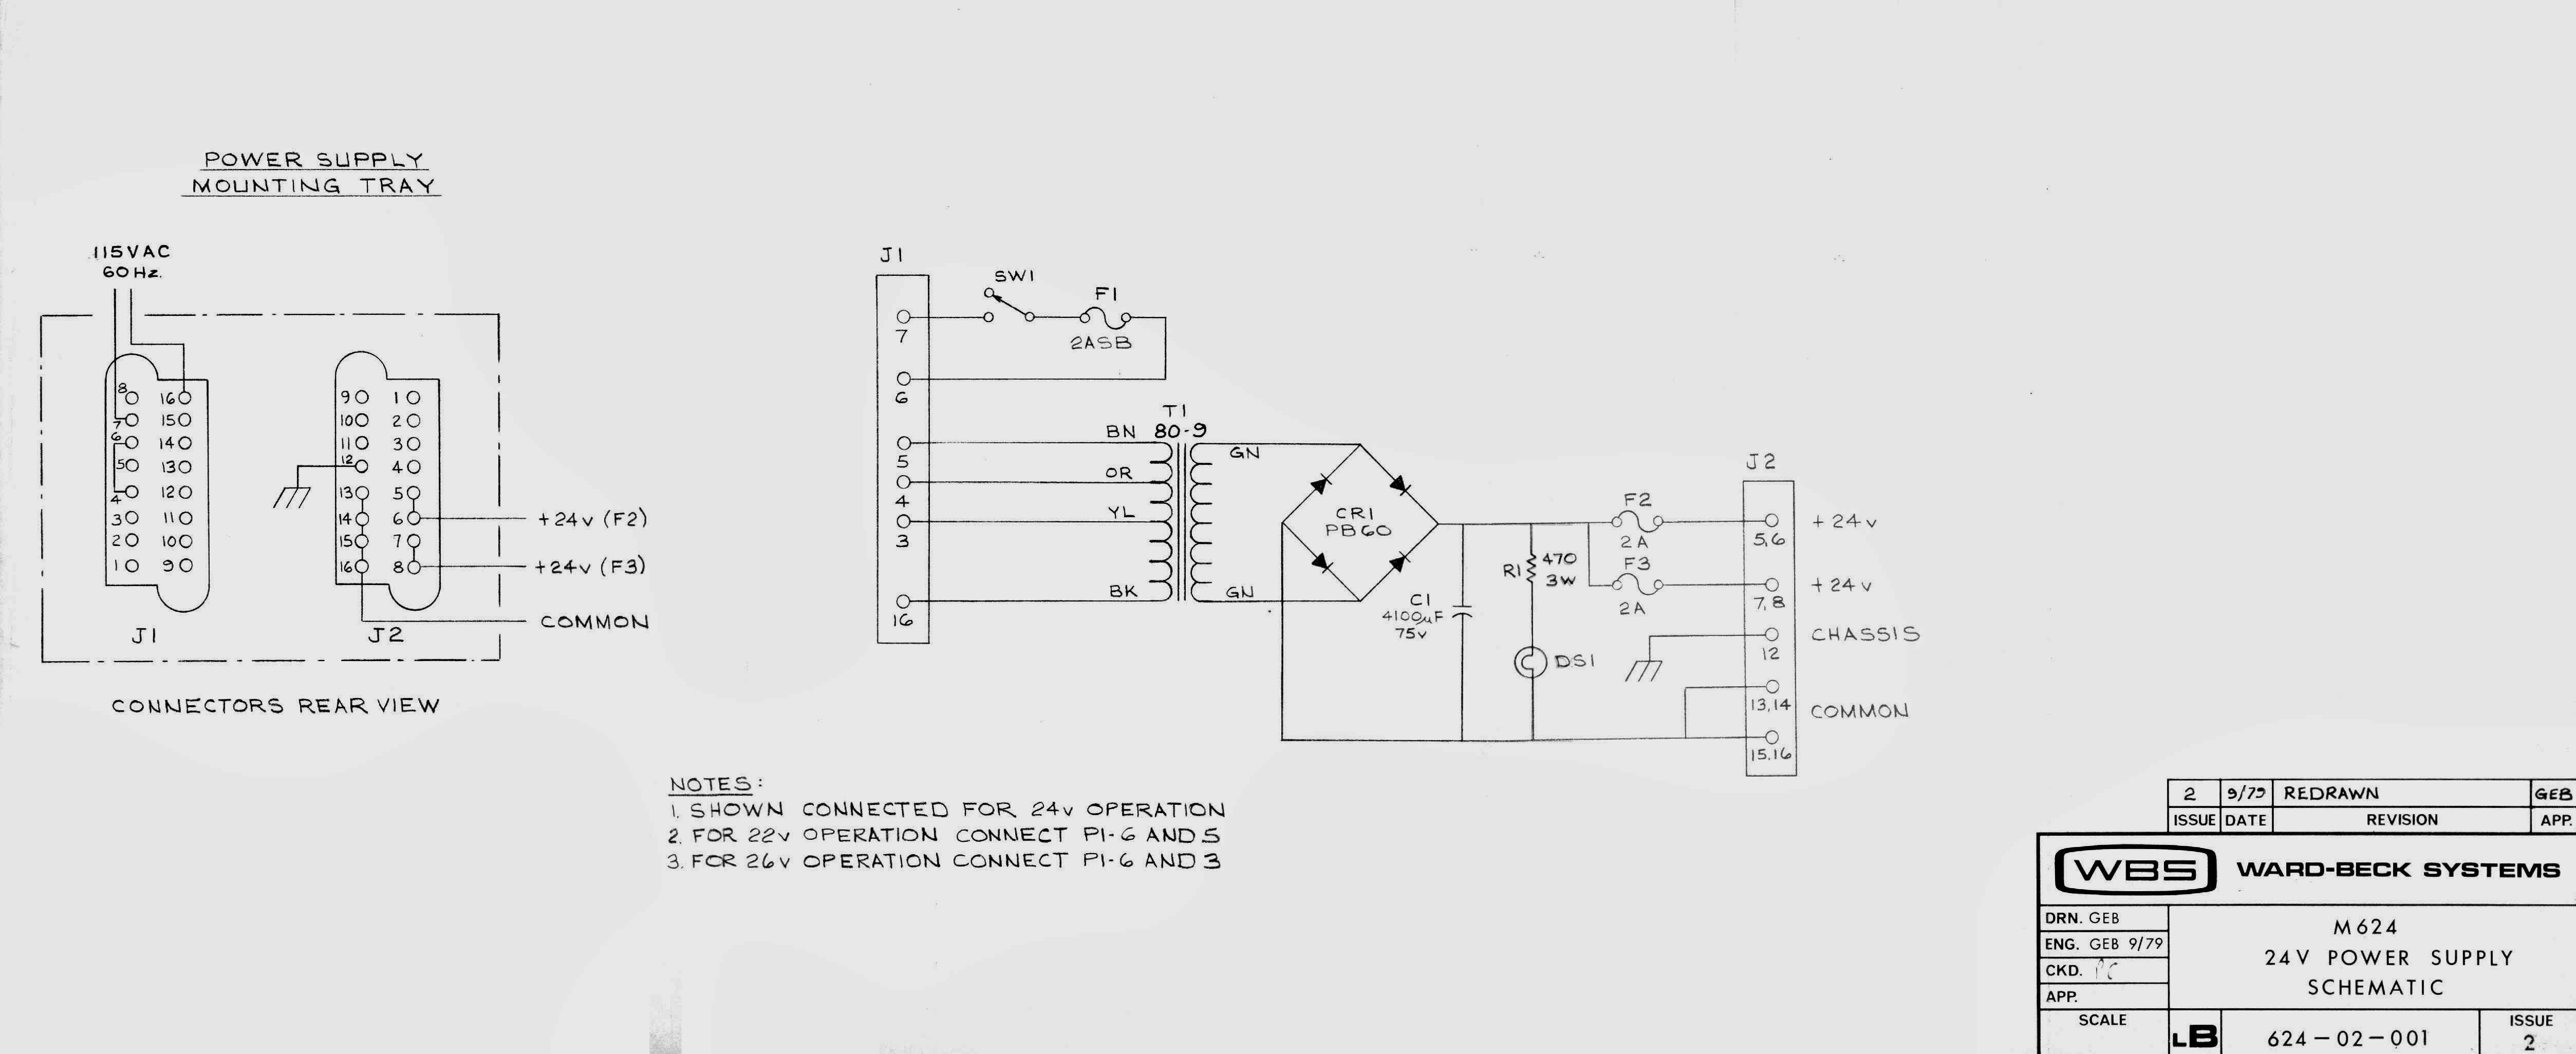 POWER SUPPLY
MOUNTING TRAY
115VAC
60Hz.
8 16
7 15
6 14
5 13
4 12
3 11
2 10
1 9
J1
9 1
10 2
11 3
12 4
13 5
14 6
15 7
16 8
J2
+24v (F2)
+24v (F3)
COMMON
CONNECTORS REAR VIEW
J1
7
6
5
4
3
16
SW1
F1
2ASB
T1
80-9
BN
OR
YL
BK
GN
GN
CR1
PB60
C1
4100µF
75v
R1
470
3W
DS1
F2
2A
F3
2A
J2
5,6
7,8
12
13,14
15,16
+24v
+24v
CHASSIS
COMMON
NOTES:
1. SHOWN CONNECTED FOR 24v OPERATION
2. FOR 22v OPERATION CONNECT P1-6 AND 5
3. FOR 26v OPERATION CONNECT P1-6 AND 3
2 9/79 REDRAWN GEB
ISSUE DATE REVISION APP.
WBS WARD-BECK SYSTEMS
DRN. GEB
ENG. GEB 9/79
CKD. PC
APP.
M624
24V POWER SUPPLY
SCHEMATIC
SCALE
LB
624-02-001
ISSUE
2